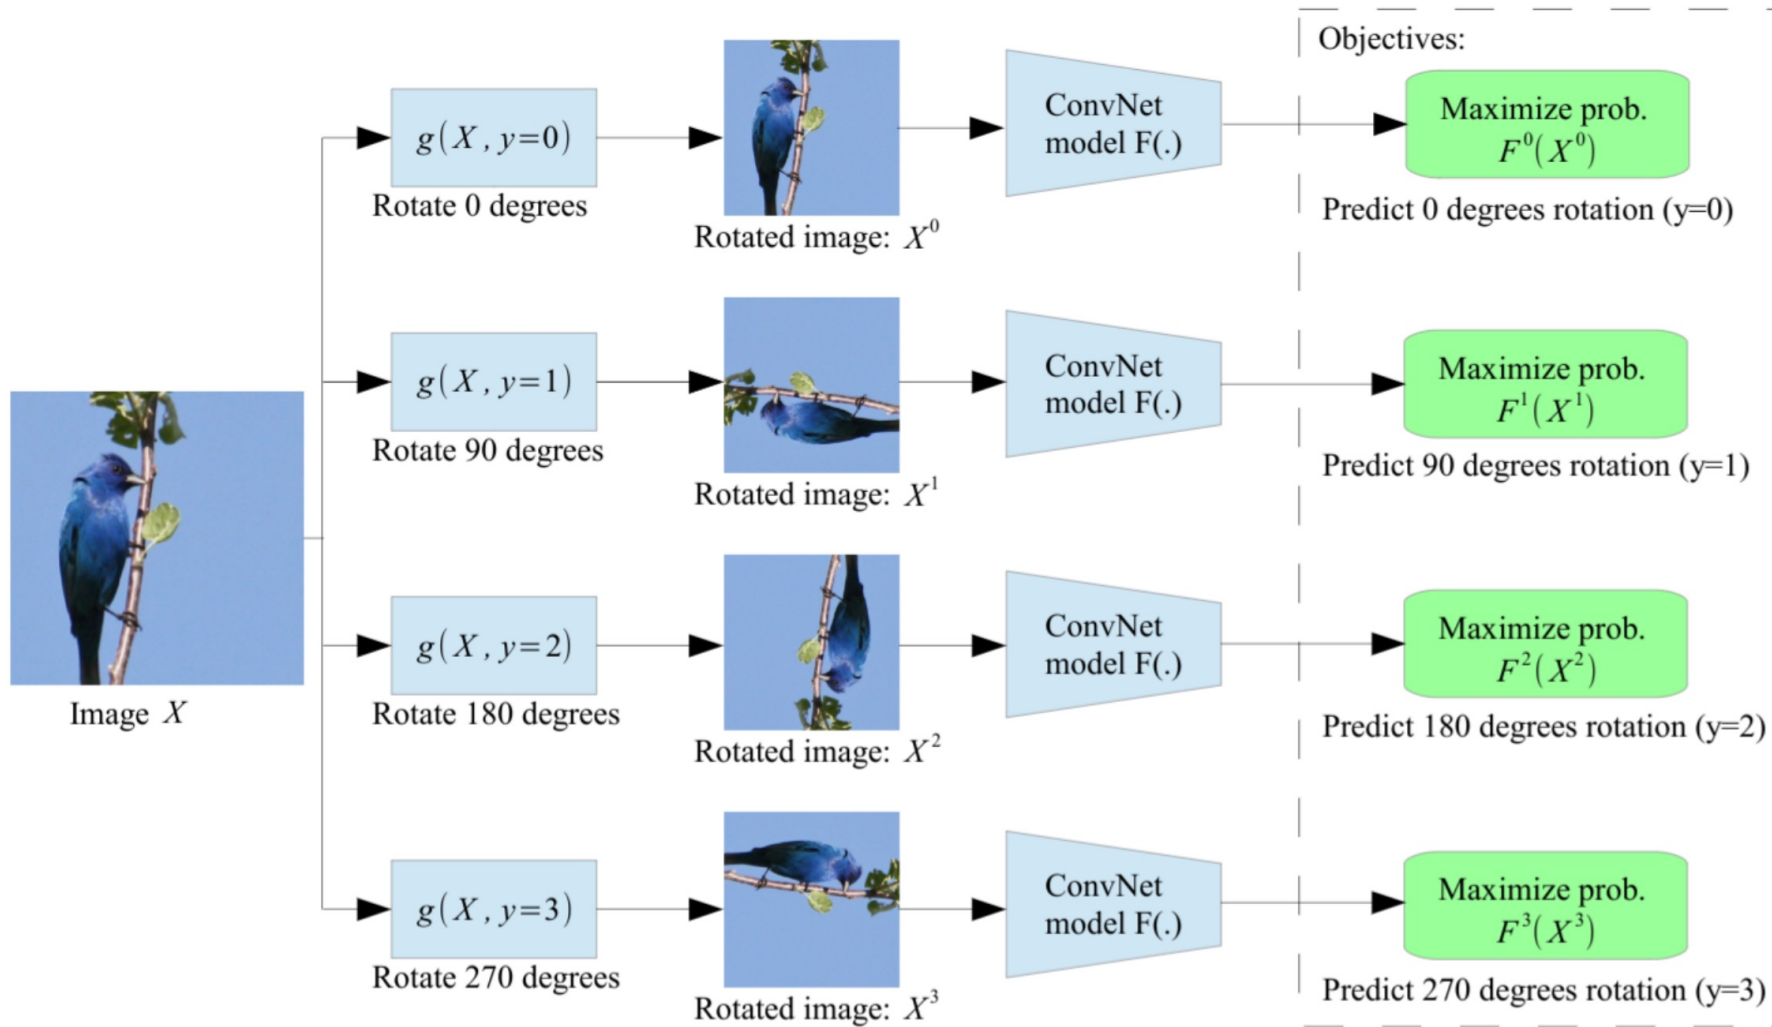 Objectives:
g(X, y=0)
Rotate 0 degrees
Rotated image: X⁰
ConvNet
model F(.)
Maximize prob.
F⁰(X⁰)
Predict 0 degrees rotation (y=0)
g(X, y=1)
Rotate 90 degrees
Rotated image: X¹
ConvNet
model F(.)
Maximize prob.
F¹(X¹)
Predict 90 degrees rotation (y=1)
Image X
g(X, y=2)
Rotate 180 degrees
Rotated image: X²
ConvNet
model F(.)
Maximize prob.
F²(X²)
Predict 180 degrees rotation (y=2)
g(X, y=3)
Rotate 270 degrees
Rotated image: X³
ConvNet
model F(.)
Maximize prob.
F³(X³)
Predict 270 degrees rotation (y=3)